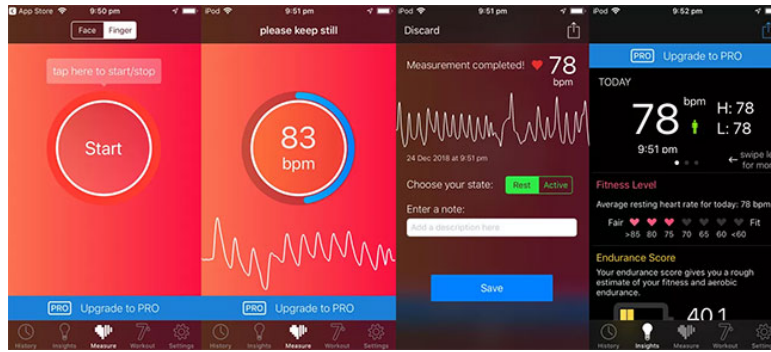 App Store
9:50 pm
Face
Finger
tap here to start/stop
Start
PRO
Upgrade to PRO
History
Insights
Measure
Workout
Settings
iPod
9:51 pm
please keep still
83
bpm
PRO
Upgrade to PRO
History
Insights
Measure
Workout
Settings
iPod
9:51 pm
Discard
Measurement completed!
78
bpm
24 Dec 2018 at 9:51 pm
Choose your state:
Rest
Active
Enter a note:
Add a description here
Save
iPod
9:52 pm
PRO
Upgrade to PRO
TODAY
78 bpm
H: 78
L: 78
9:51 pm
swipe le
for mor
Fitness Level
Average resting heart rate for today: 78 bpm
Fair
Fit
>85 80 75 70 65 60 <60
Endurance Score
Your endurance score gives you a rough
estimate of your fitness and aerobic
endurance.
40.1
History
Insights
Measure
Workout
Settings